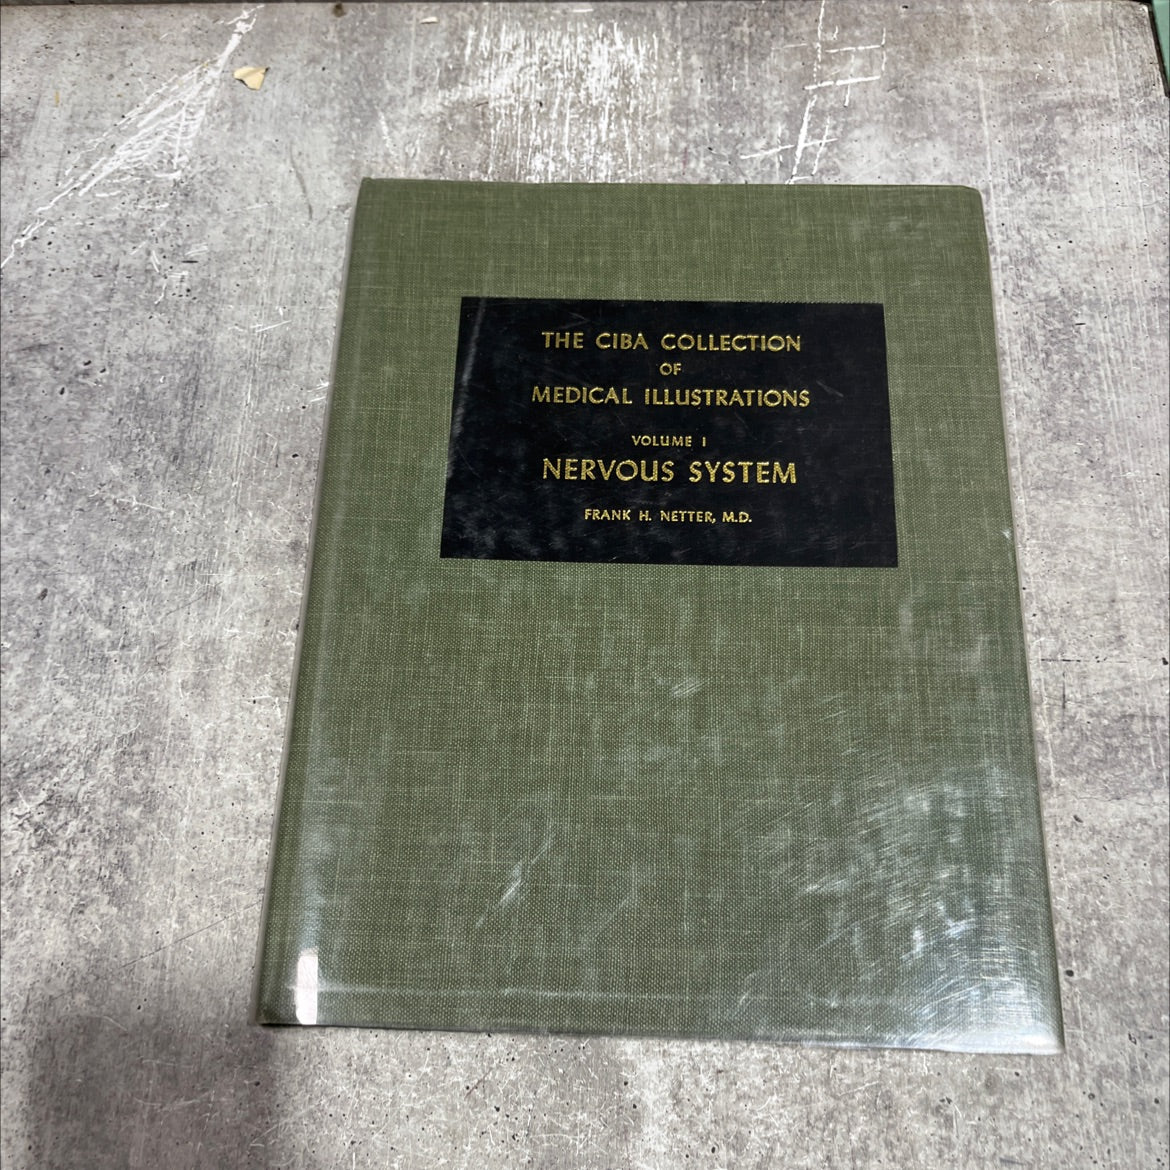 THE CIBA COLLECTION
OF
MEDICAL ILLUSTRATIONS
VOLUME I
NERVOUS SYSTEM
FRANK H. NETTER, M.D.